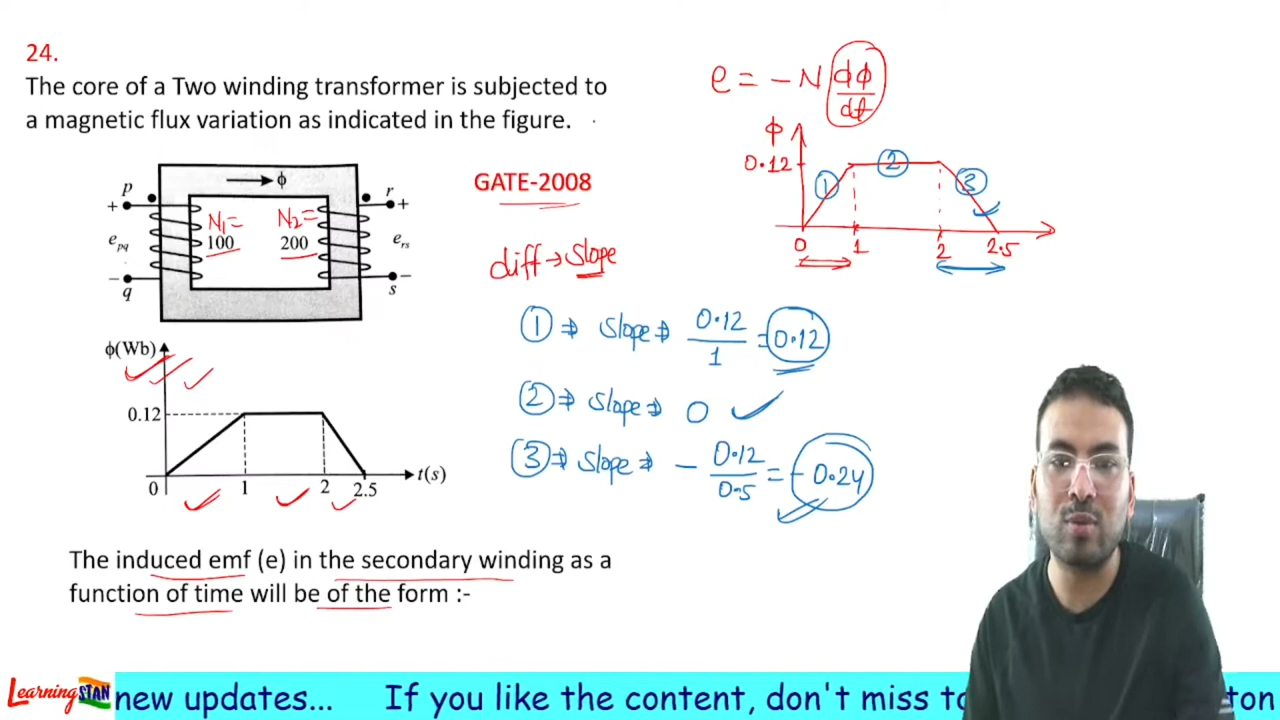 24.
The core of a Two winding transformer is subjected to
a magnetic flux variation as indicated in the figure.
GATE-2008
ϕ
p
+
e_pq
−
q
N₁=
100
N₂=
200
r
+
e_rs
−
s
ϕ(Wb)
0.12
0
1
2
2.5
t(s)
The induced emf (e) in the secondary winding as a
function of time will be of the form :-
e = − N dϕ/dt
ϕ
0.12
① ② ③
0 1 2 2.5
diff → Slope
① ⇒ Slope ⇒ 0.12/1 = 0.12
② ⇒ Slope ⇒ 0
③ ⇒ Slope ⇒ − 0.12/0.5 = − 0.24
Learning STAN
new updates... If you like the content, don't miss to
ton